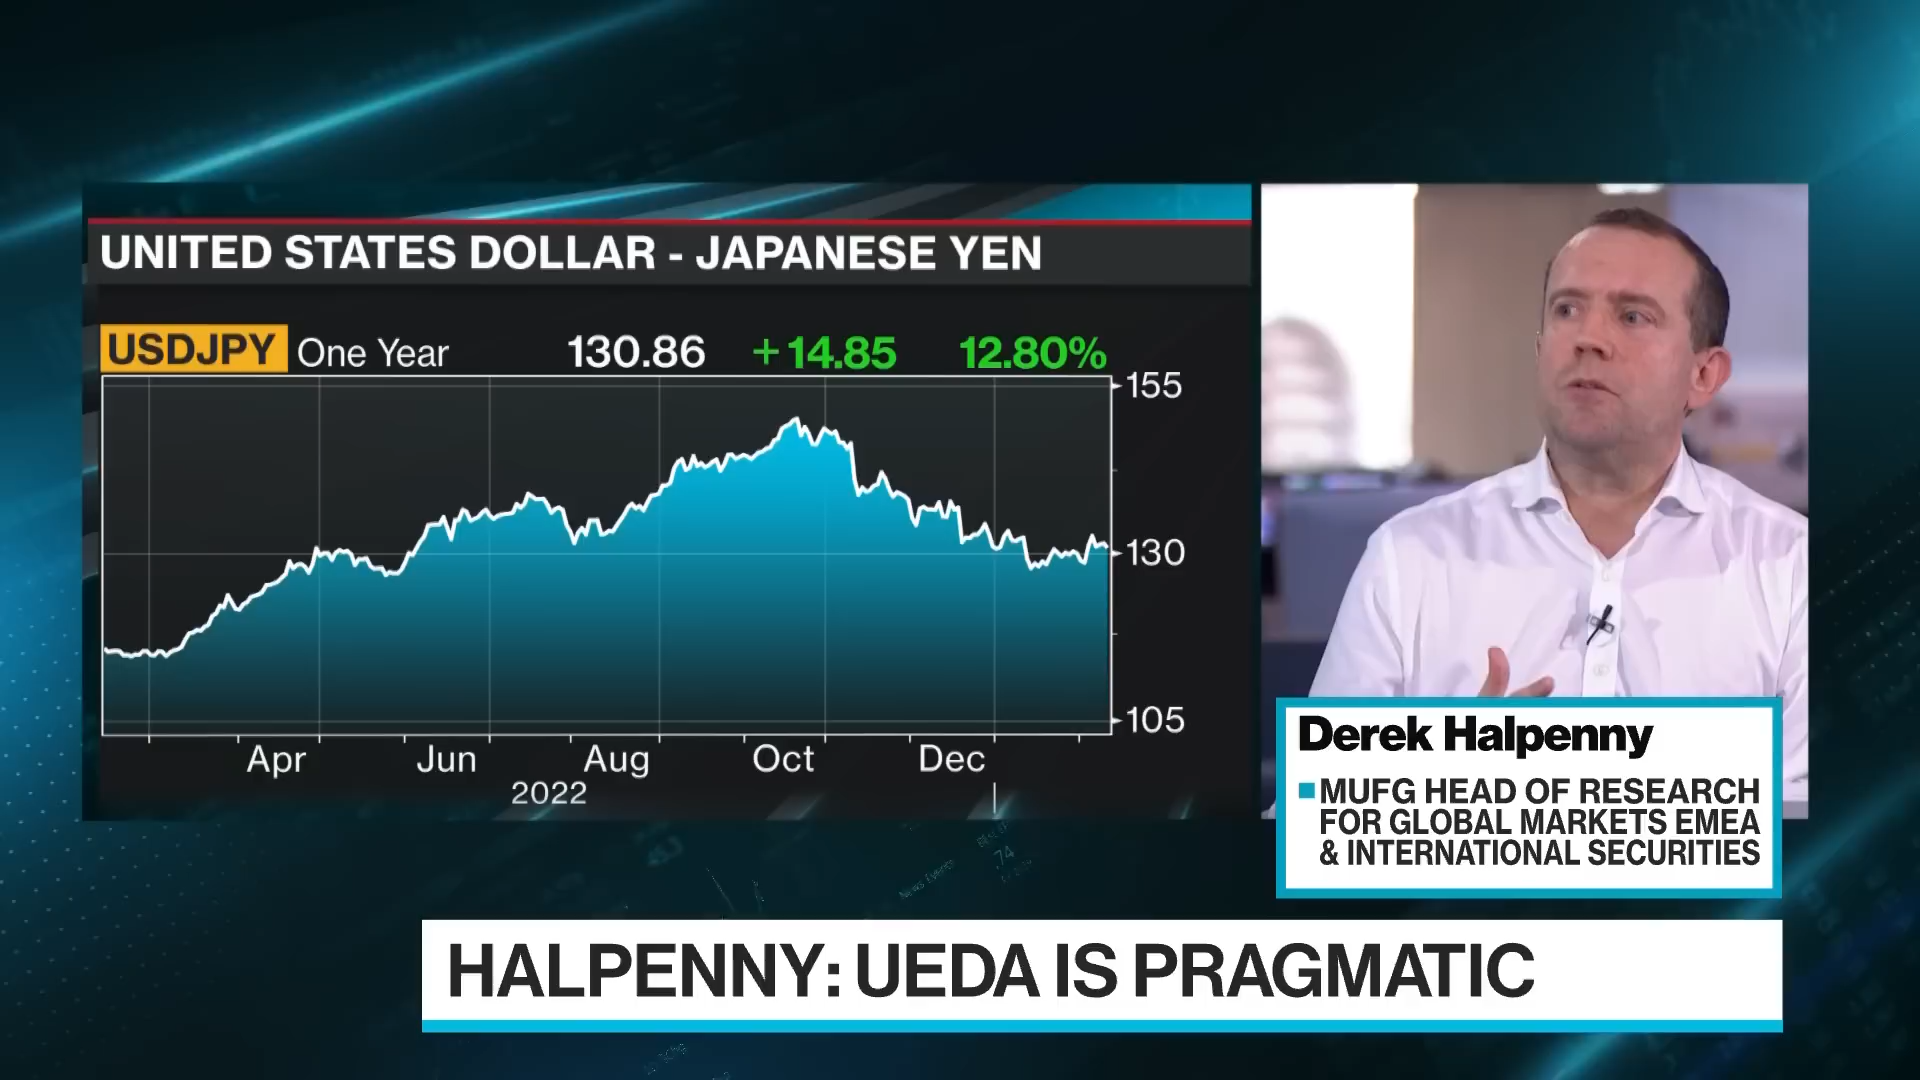 UNITED STATES DOLLAR - JAPANESE YEN
USDJPY One Year 130.86 +14.85 12.80%
155
130
105
Apr Jun Aug Oct Dec
2022
Derek Halpenny
MUFG HEAD OF RESEARCH
FOR GLOBAL MARKETS EMEA
& INTERNATIONAL SECURITIES
HALPENNY: UEDA IS PRAGMATIC